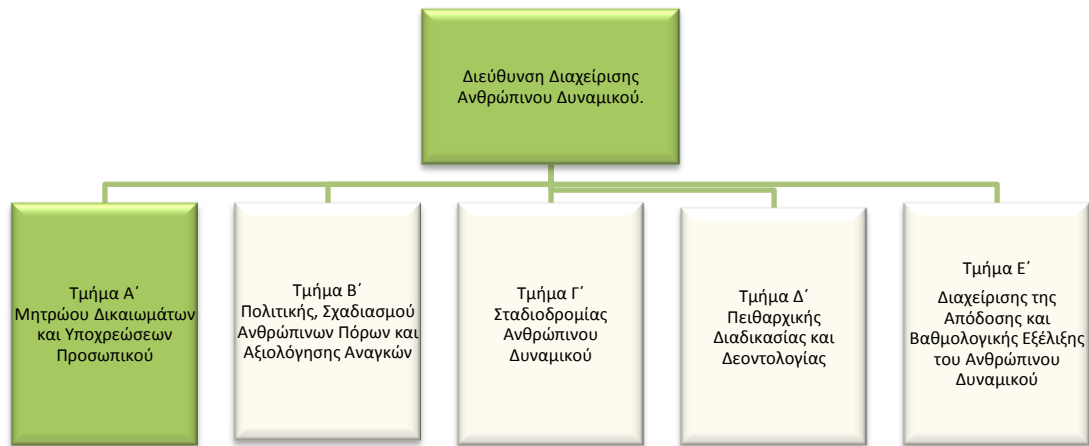 Διεύθυνση Διαχείρισης
Ανθρώπινου Δυναμικού.
Τμήμα Α΄
Μητρώου Δικαιωμάτων
και Υποχρεώσεων
Προσωπικού
Τμήμα Β΄
Πολιτικής, Σχαδιασμού
Ανθρώπινων Πόρων και
Αξιολόγησης Αναγκών
Τμήμα Γ΄
Σταδιοδρομίας
Ανθρώπινου
Δυναμικού
Τμήμα Δ΄
Πειθαρχικής
Διαδικασίας και
Δεοντολογίας
Τμήμα Ε΄
Διαχείρισης της
Απόδοσης και
Βαθμολογικής Εξέλιξης
του Ανθρώπινου
Δυναμικού